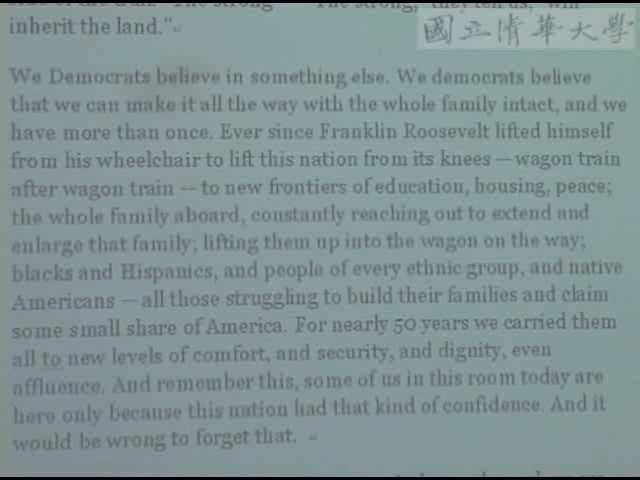 The strong, they tell us, will
inherit the land."
國立清華大學
We Democrats believe in something else. We democrats believe
that we can make it all the way with the whole family intact, and we
have more than once. Ever since Franklin Roosevelt lifted himself
from his wheelchair to lift this nation from its knees — wagon train
after wagon train — to new frontiers of education, housing, peace;
the whole family aboard, constantly reaching out to extend and
enlarge that family; lifting them up into the wagon on the way;
blacks and Hispanics, and people of every ethnic group, and native
Americans — all those struggling to build their families and claim
some small share of America. For nearly 50 years we carried them
all to new levels of comfort, and security, and dignity, even
affluence. And remember this, some of us in this room today are
here only because this nation had that kind of confidence. And it
would be wrong to forget that.